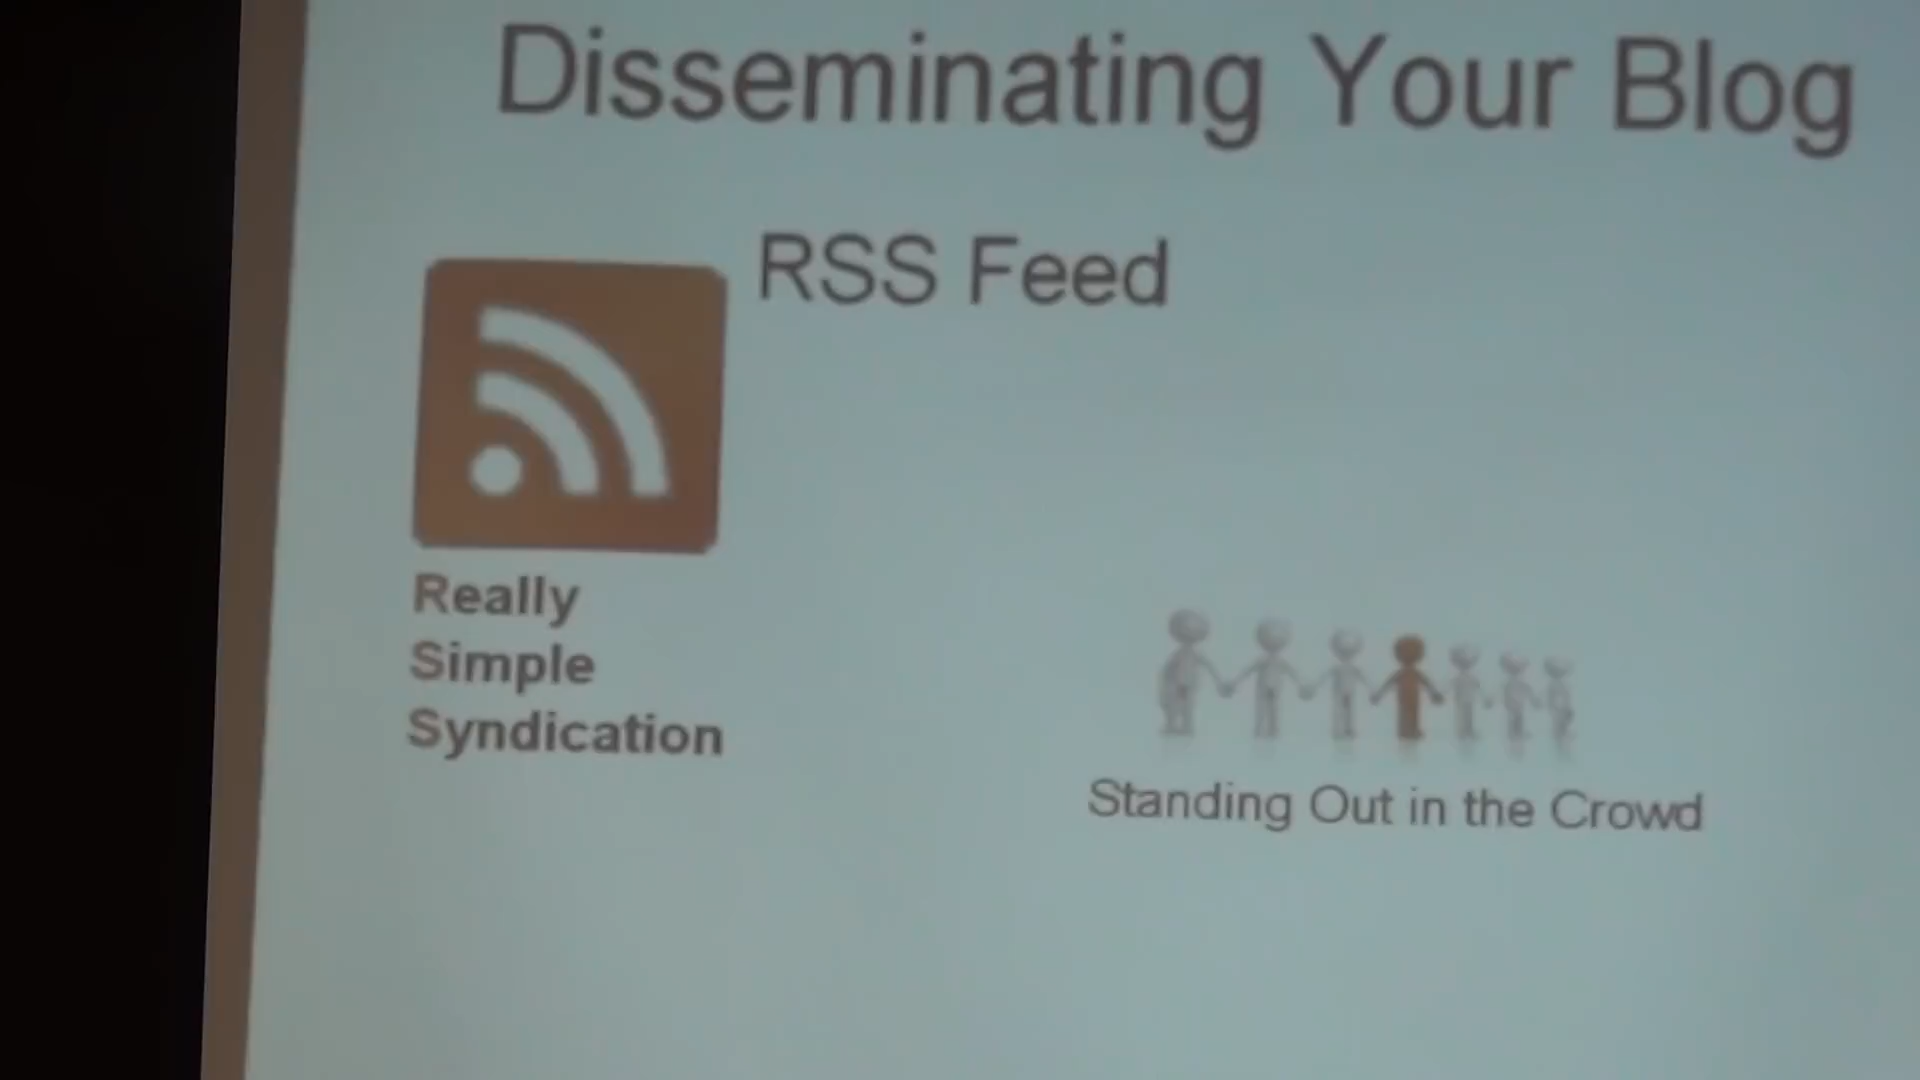 Disseminating Your Blog
RSS Feed
Really
Simple
Syndication
Standing Out in the Crowd